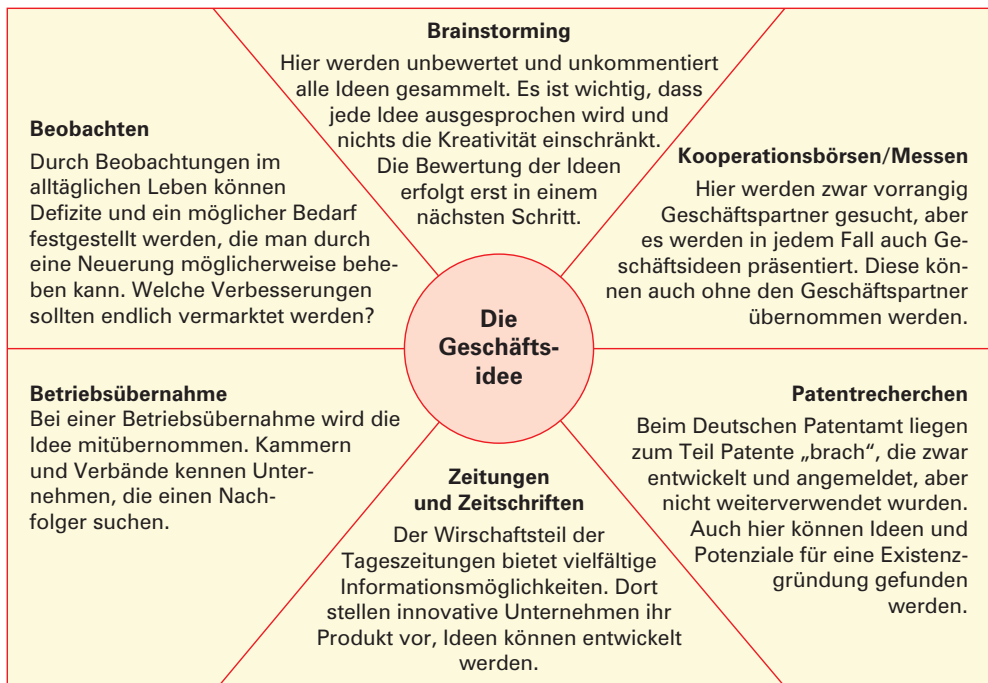 Brainstorming
Hier werden unbewertet und unkommentiert
alle Ideen gesammelt. Es ist wichtig, dass
jede Idee ausgesprochen wird und
nichts die Kreativität einschränkt.
Die Bewertung der Ideen
erfolgt erst in einem
nächsten Schritt.
Beobachten
Durch Beobachtungen im
alltäglichen Leben können
Defizite und ein möglicher Bedarf
festgestellt werden, die man durch
eine Neuerung möglicherweise behe-
ben kann. Welche Verbesserungen
sollten endlich vermarktet werden?
Kooperationsbörsen/Messen
Hier werden zwar vorrangig
Geschäftspartner gesucht, aber
es werden in jedem Fall auch Ge-
schäftsideen präsentiert. Diese kön-
nen auch ohne den Geschäftspartner
übernommen werden.
Die
Geschäfts-
idee
Betriebsübernahme
Bei einer Betriebsübernahme wird die
Idee mitübernommen. Kammern
und Verbände kennen Unter-
nehmen, die einen Nach-
folger suchen.
Zeitungen
und Zeitschriften
Der Wirschaftsteil der
Tageszeitungen bietet vielfältige
Informationsmöglichkeiten. Dort
stellen innovative Unternehmen ihr
Produkt vor, Ideen können entwickelt
werden.
Patentrecherchen
Beim Deutschen Patentamt liegen
zum Teil Patente „brach“, die zwar
entwickelt und angemeldet, aber
nicht weiterverwendet wurden.
Auch hier können Ideen und
Potenziale für eine Existenz-
gründung gefunden
werden.